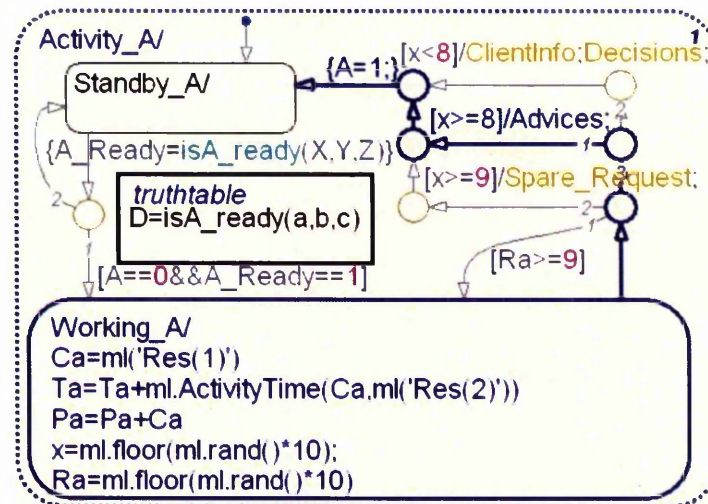 Activity_A/
1
[x<8]/ClientInfo;Decisions;
{A=1;}
Standby_A/
2
[x>=8]/Advices;
1
{A_Ready=isA_ready(X,Y,Z)}
[x>=9]/Spare_Request;
3
2
truthtable
D=isA_ready(a,b,c)
2
1
1
[Ra>=9]
[A==0&&A_Ready==1]
Working_A/
Ca=ml('Res(1)')
Ta=Ta+ml.ActivityTime(Ca,ml('Res(2)'))
Pa=Pa+Ca
x=ml.floor(ml.rand()*10);
Ra=ml.floor(ml.rand()*10)